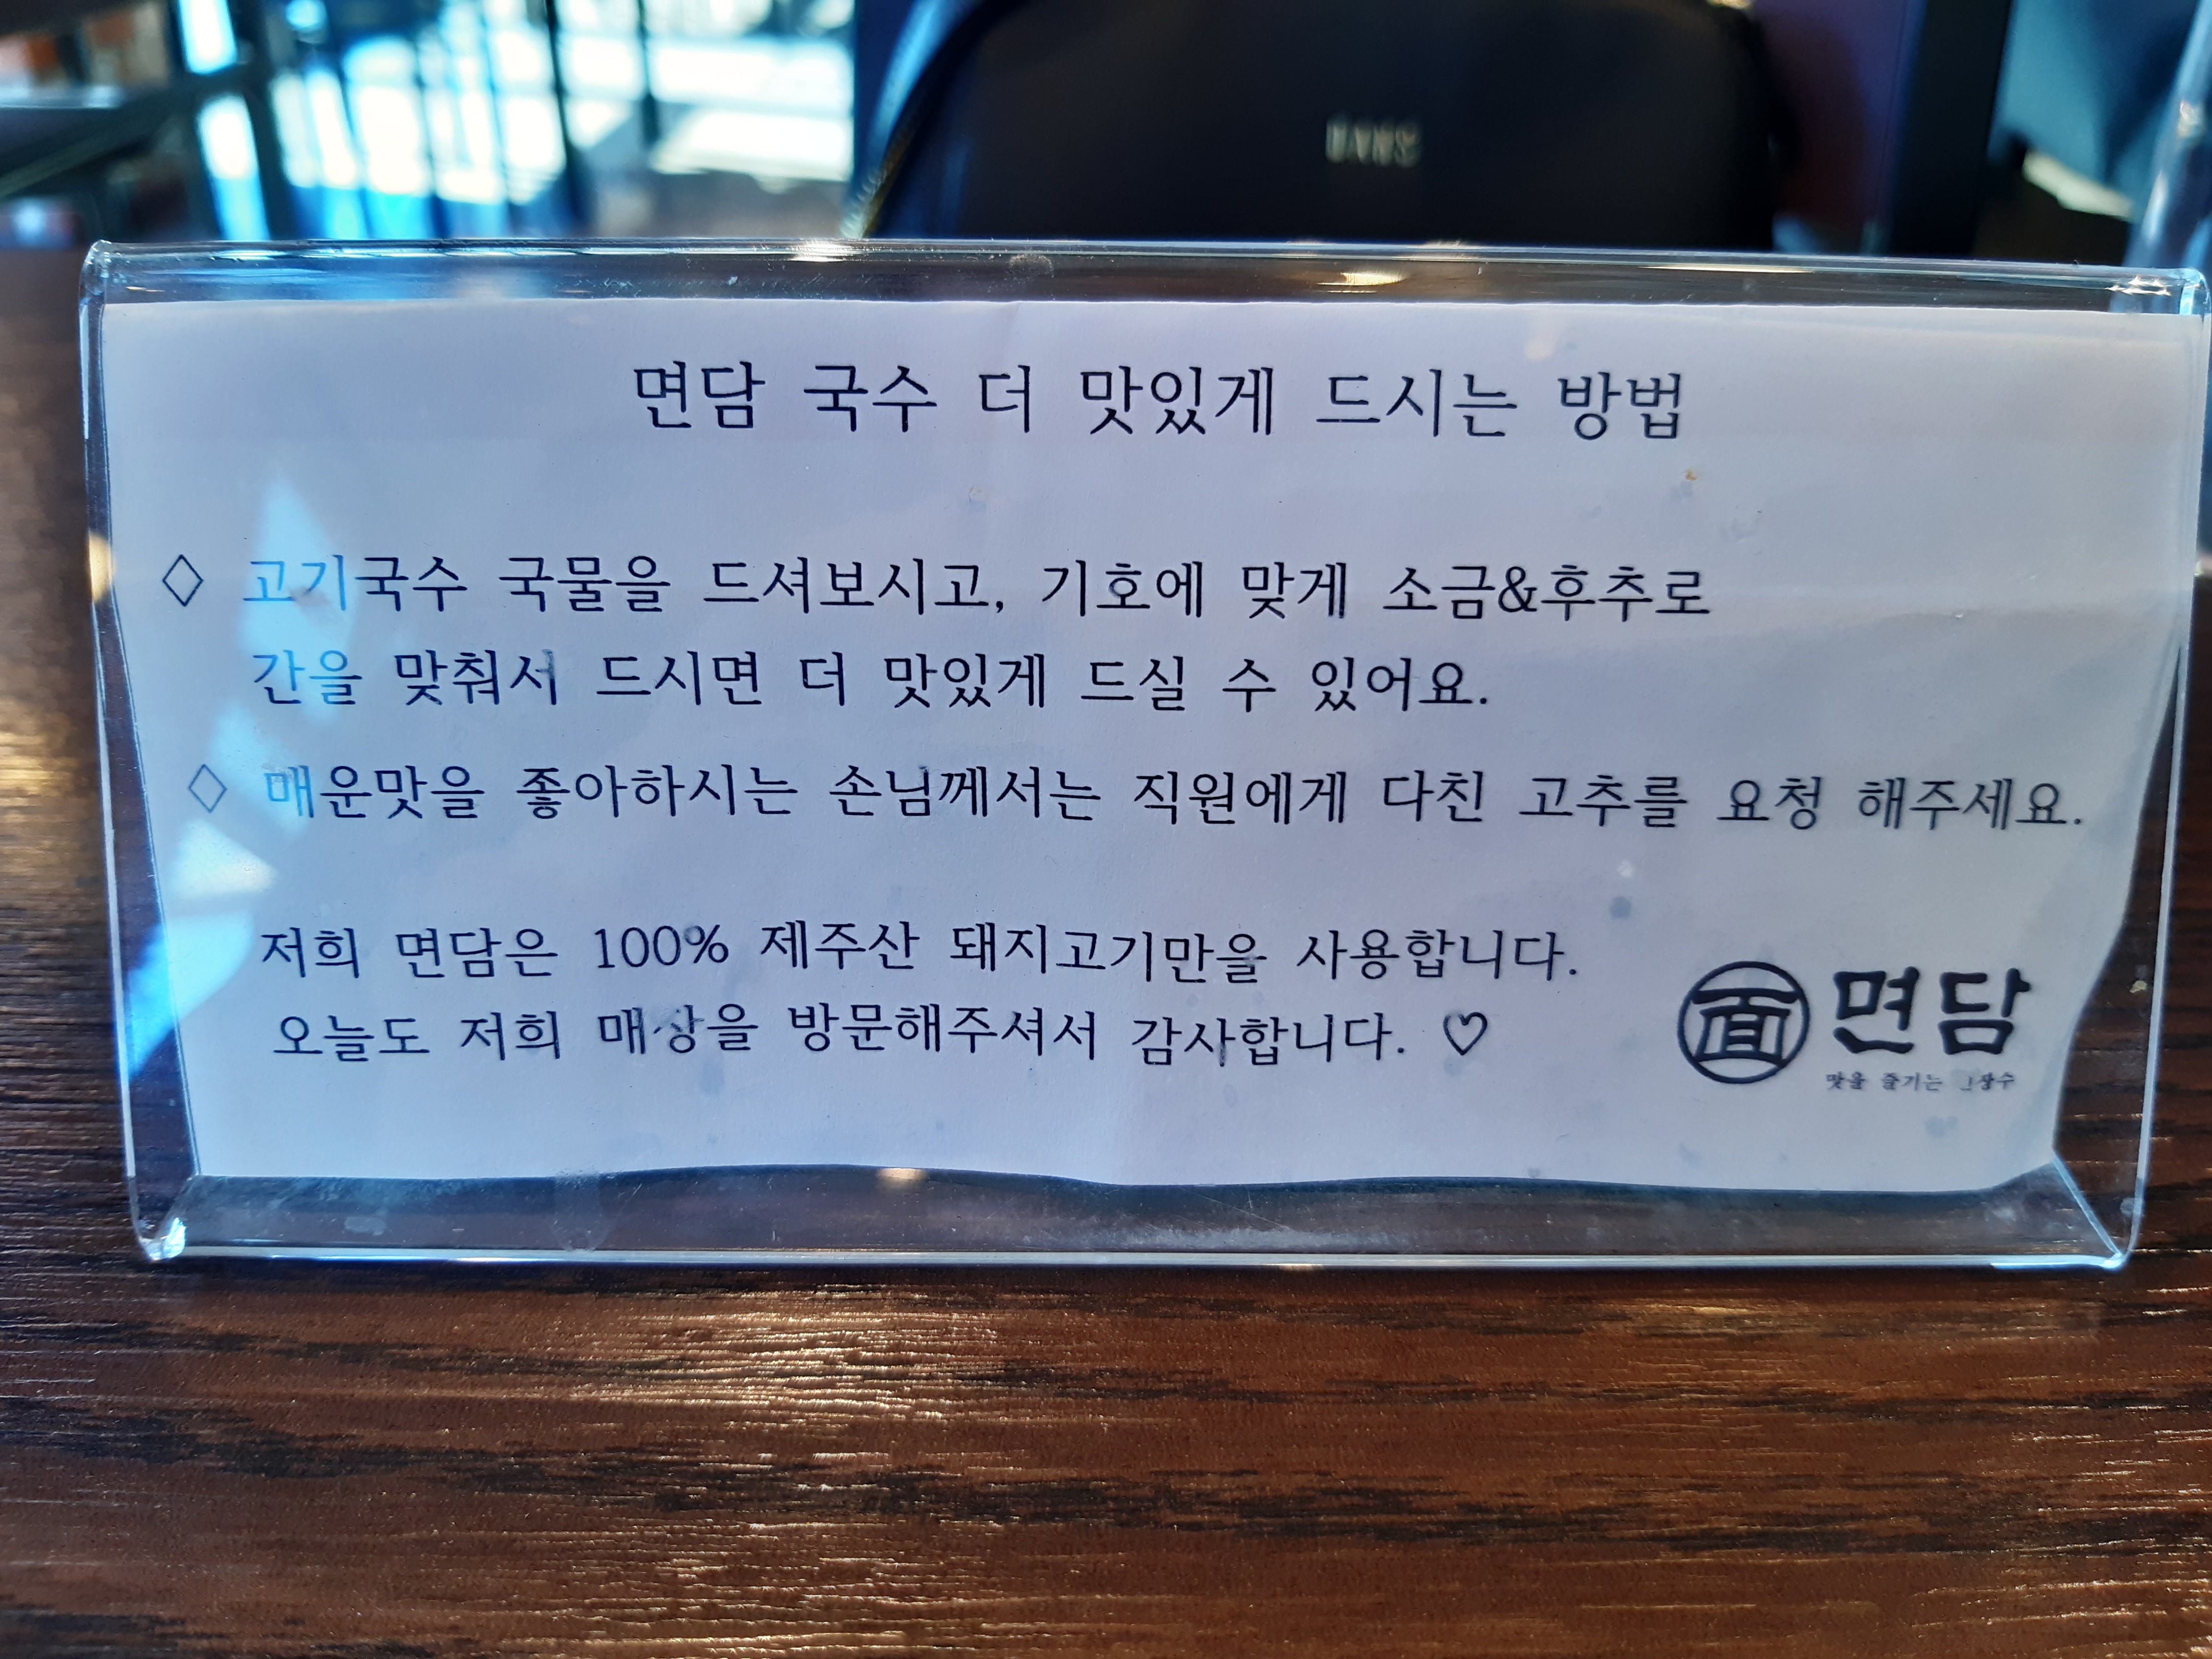 면담 국수 더 맛있게 드시는 방법
◇ 고기국수 국물을 드셔보시고, 기호에 맞게 소금&후추로
간을 맞춰서 드시면 더 맛있게 드실 수 있어요.
◇ 매운맛을 좋아하시는 손님께서는 직원에게 다친 고추를 요청 해주세요.
저희 면담은 100% 제주산 돼지고기만을 사용합니다.
오늘도 저희 매장을 방문해주셔서 감사합니다. ♡
面 면담
맛을 즐기는